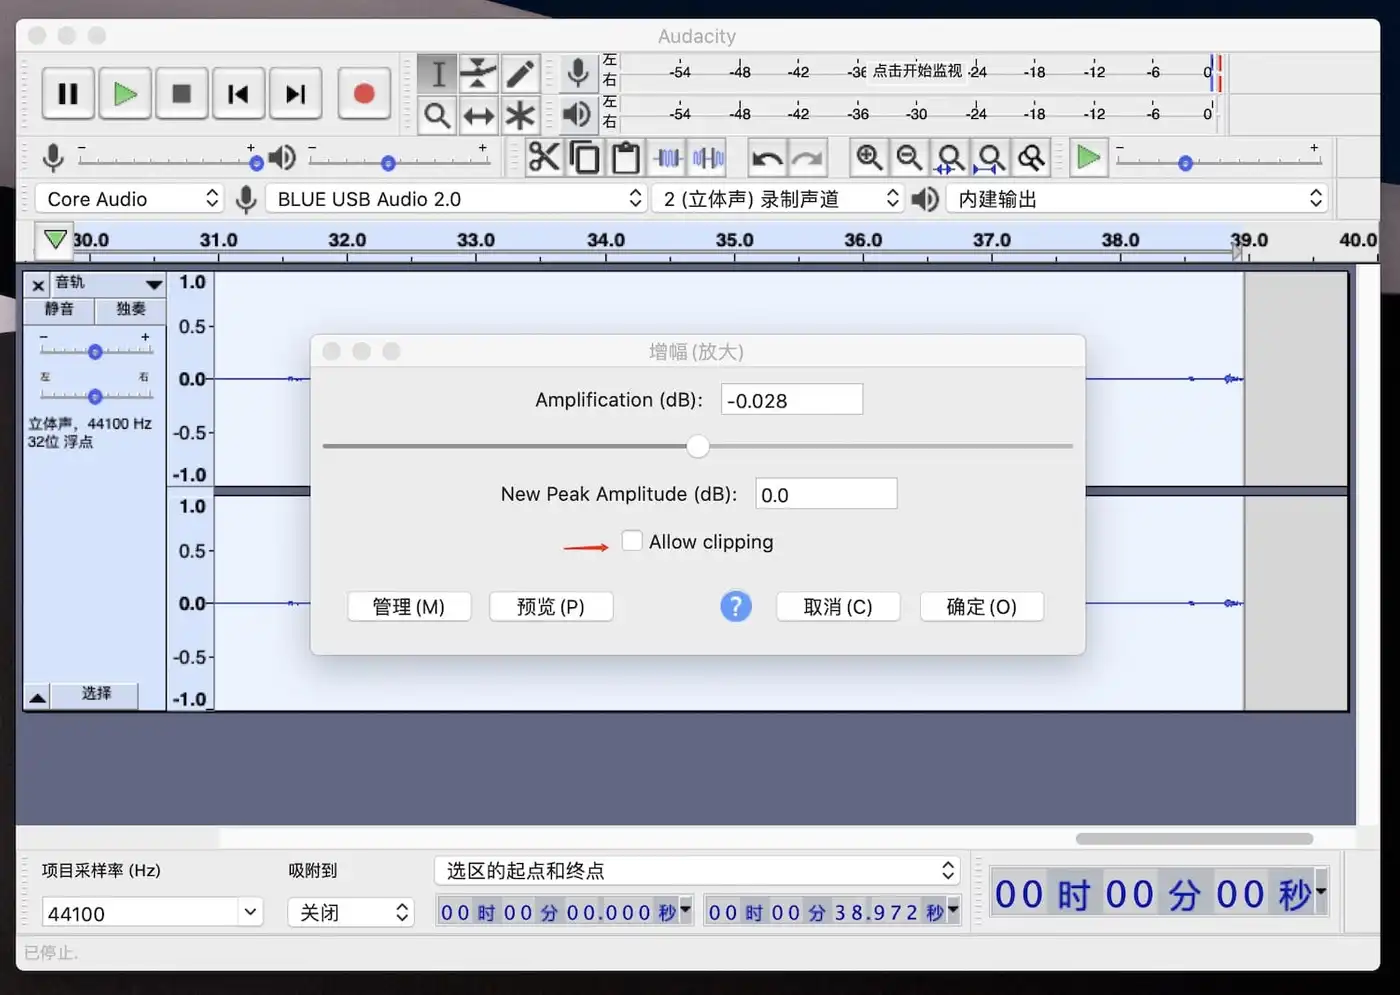 Audacity
左
右
-54 -48 -42 -36 点击开始监视 -24 -18 -12 -6 0
左
右
-54 -48 -42 -36 -30 -24 -18 -12 -6 0
- + - + - +
Core Audio BLUE USB Audio 2.0 2 (立体声) 录制声道 内建输出
30.0 31.0 32.0 33.0 34.0 35.0 36.0 37.0 38.0 39.0 40.0
× 音轨
静音 独奏
- +
左 右
立体声, 44100 Hz
32位 浮点
选择
1.0
0.5-
0.0-
-0.5-
-1.0
1.0
0.5-
0.0-
-0.5-
-1.0
增幅(放大)
Amplification (dB): -0.028
New Peak Amplitude (dB): 0.0
Allow clipping
管理(M) 预览(P) ? 取消(C) 确定(O)
项目采样率 (Hz) 吸附到 选区的起点和终点
44100 关闭 00 时 00 分 00.000 秒 00 时 00 分 38.972 秒
00 时 00 分 00 秒
已停止.